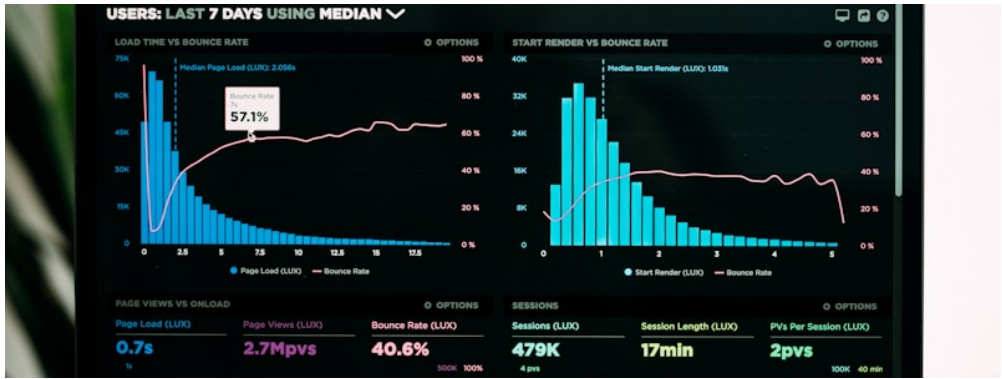 USERS: LAST 7 DAYS USING MEDIAN
LOAD TIME VS BOUNCE RATE
OPTIONS
75K
60K
45K
30K
15K
0
Median Page Load (LUX): 2.056s
Bounce Rate
7s
57.1%
100 %
80 %
60 %
40 %
20 %
0 %
0 2.5 5 7.5 10 12.5 15 17.5
Page Load (LUX) Bounce Rate
START RENDER VS BOUNCE RATE
OPTIONS
40K
32K
24K
16K
8K
0
Median Start Render (LUX): 1.031s
100 %
80 %
60 %
40 %
20 %
0 %
0 1 2 3 4 5
Start Render (LUX) Bounce Rate
PAGE VIEWS VS ONLOAD
OPTIONS
Page Load (LUX) Page Views (LUX) Bounce Rate (LUX)
0.7s 2.7Mpvs 40.6%
1s 500K 100%
SESSIONS
OPTIONS
Sessions (LUX) Session Length (LUX) PVs Per Session (LUX)
479K 17min 2pvs
4 pvs 100K 40 min